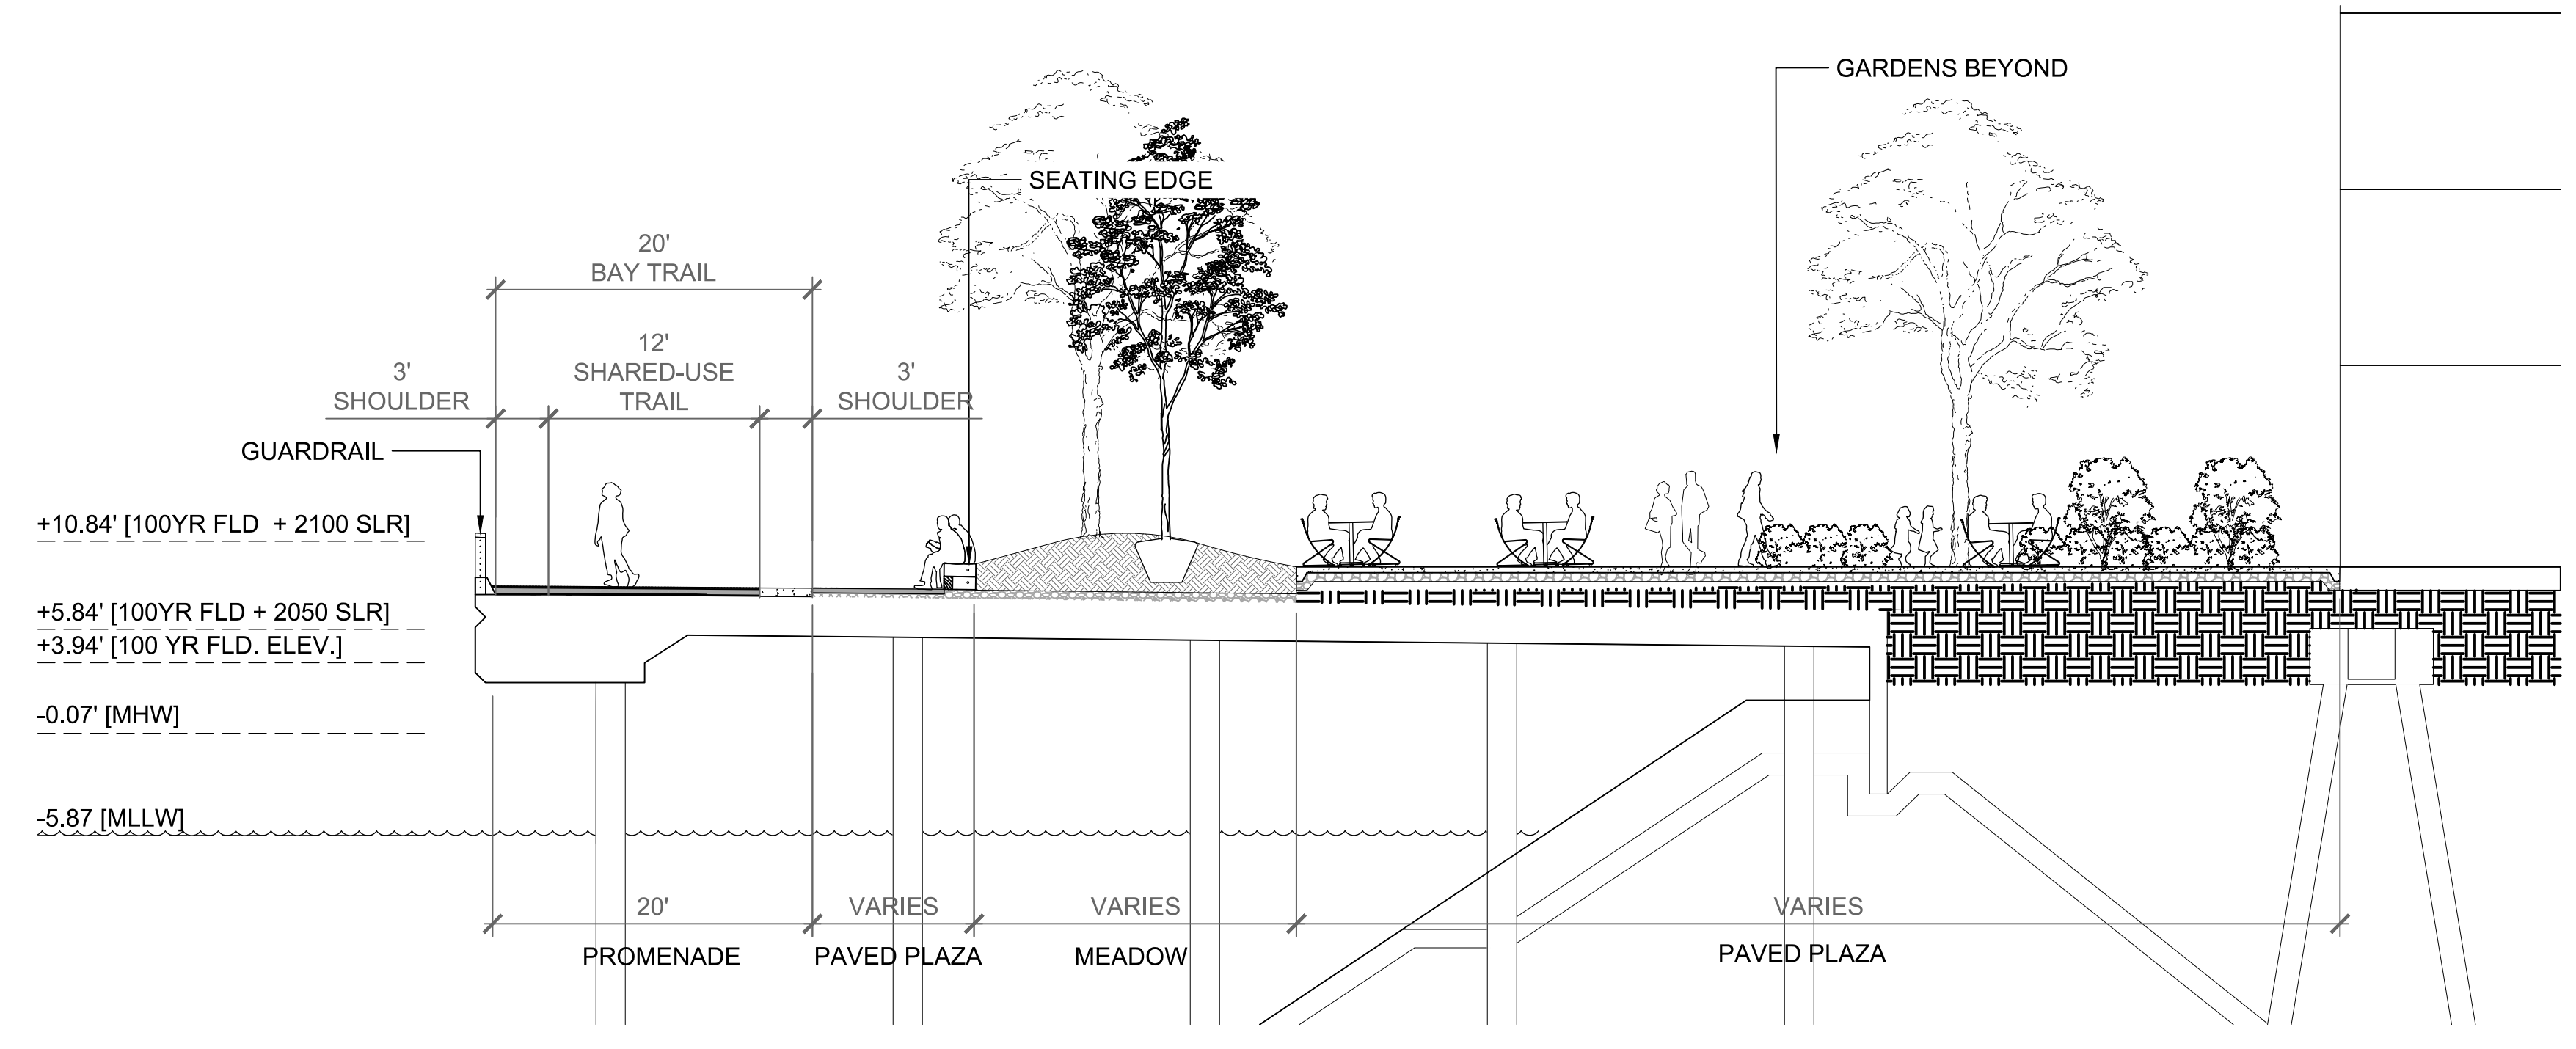 GARDENS BEYOND
SEATING EDGE
20'
BAY TRAIL
12'
SHARED-USE
TRAIL
3'
SHOULDER
3'
SHOULDER
GUARDRAIL
+10.84' [100YR FLD + 2100 SLR]
+5.84' [100YR FLD + 2050 SLR]
+3.94' [100 YR FLD. ELEV.]
-0.07' [MHW]
-5.87 [MLLW]
20'
VARIES
VARIES
VARIES
PROMENADE
PAVED PLAZA
MEADOW
PAVED PLAZA